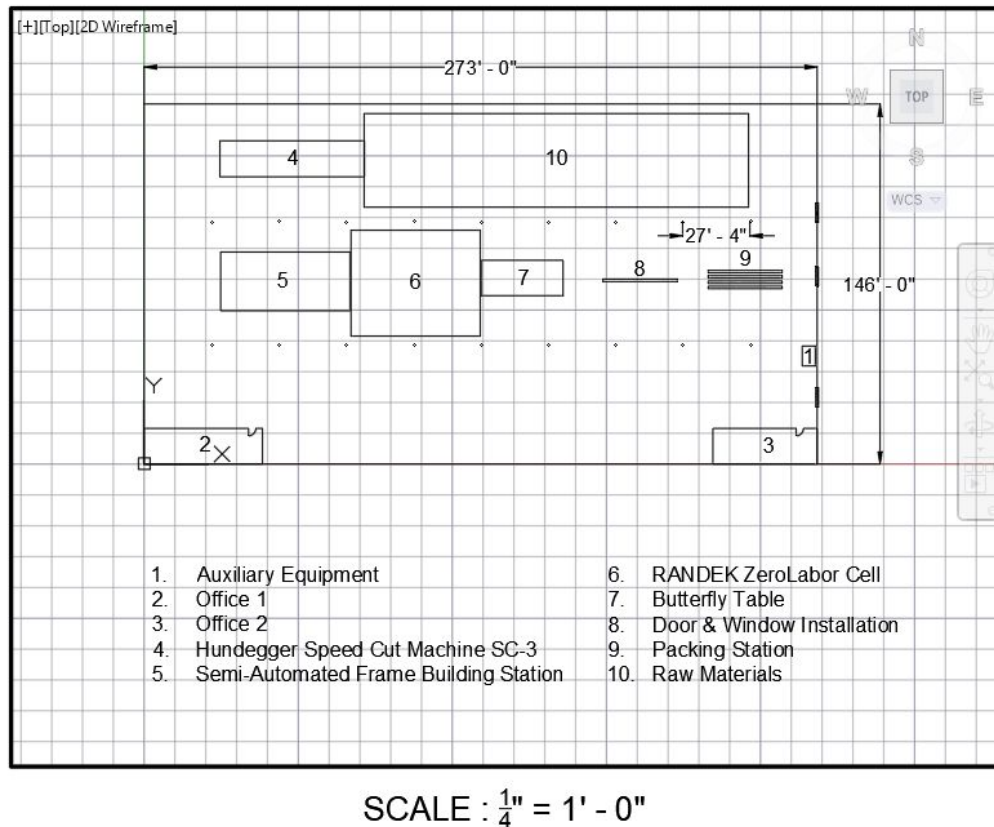 [+][Top][2D Wireframe]
N
273' - 0"
W
TOP
E
S
WCS
4
10
27' - 4"
9
8
5
6
7
146' - 0"
1
Y
2
X
3
1. Auxiliary Equipment
2. Office 1
3. Office 2
4. Hundegger Speed Cut Machine SC-3
5. Semi-Automated Frame Building Station
6. RANDEK ZeroLabor Cell
7. Butterfly Table
8. Door & Window Installation
9. Packing Station
10. Raw Materials
SCALE : 1/4" = 1' - 0"